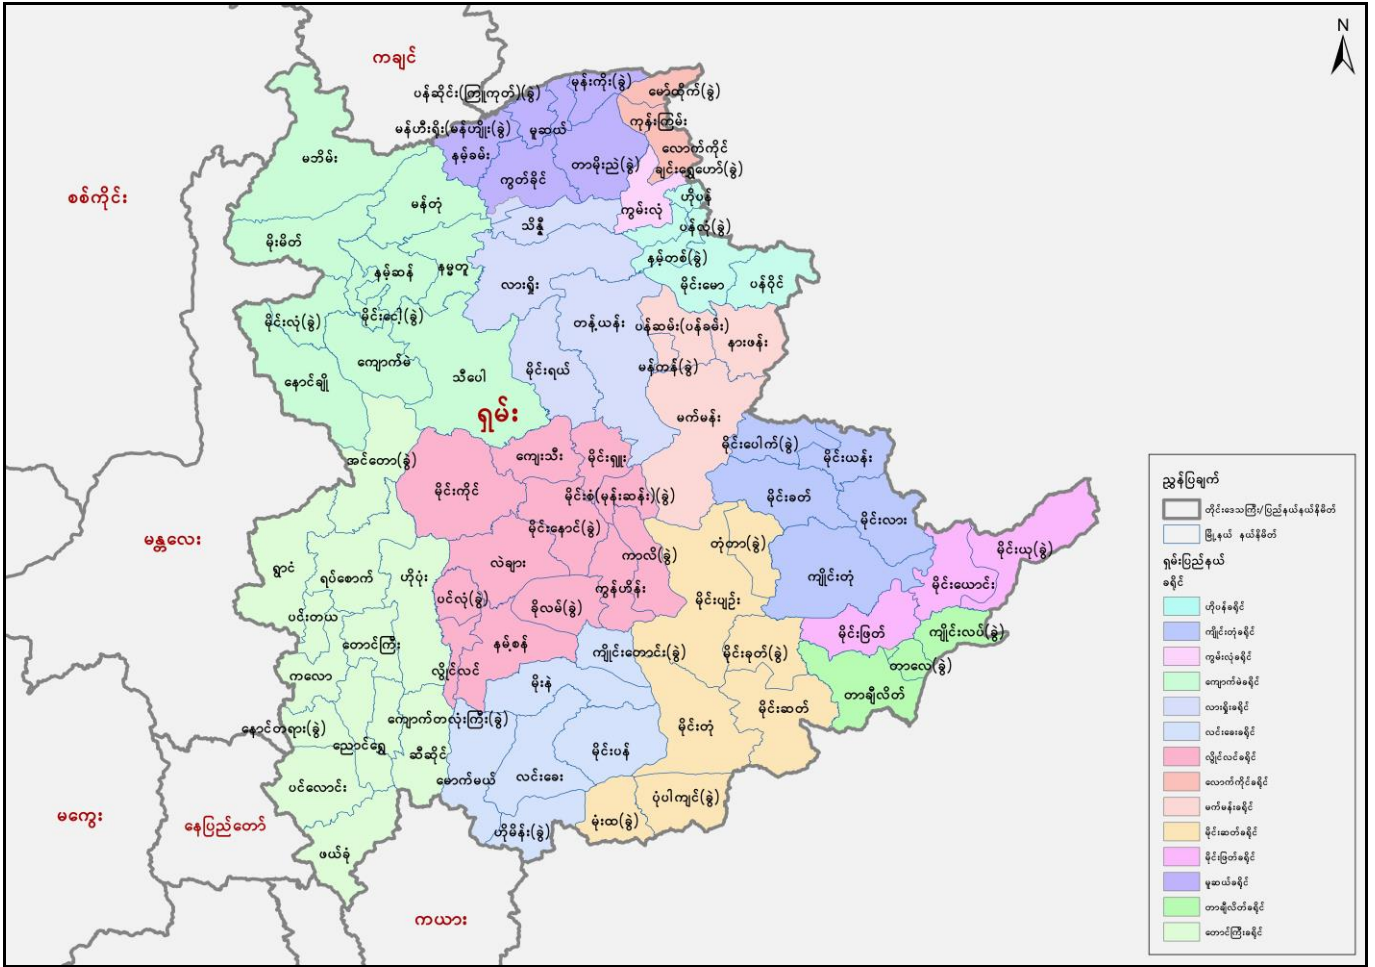 N
ကချင်
မုန်းကိုး(ခွဲ)
မော်ထိုက်(ခွဲ)
ပန်ဆိုင်း(ကြူကုတ်)(ခွဲ)
ကုန်းကြမ်း
မန်ဟီးရိုး(မန်ဟျိုး)(ခွဲ)
မူဆယ်
လောက်ကိုင်
နမ့်ခမ်း
မဘိမ်း
တာမိုးညဲ(ခွဲ)
ချင်းရွှေဟော်(ခွဲ)
ကွတ်ခိုင်
စစ်ကိုင်း
ဟိုပန်
မန်တုံ
ကွမ်းလုံ
သိန္နီ
ပန်လုံ(ခွဲ)
မိုးမိတ်
နမ့်တစ်(ခွဲ)
နမ့်ဆန်
နမ္မတူ
လားရှိုး
မိုင်းမော
ပန်ဝိုင်
မိုင်းလုံ(ခွဲ)
မိုင်းငေါ့(ခွဲ)
တန့်ယန်း
ပန်ဆမ်း(ပန်ခမ်း)
နားဖန်း
ကျောက်မဲ
မိုင်းရယ်
မန်ကန်(ခွဲ)
နောင်ချို
သီပေါ
ရှမ်း
မက်မန်း
မိုင်းပေါက်(ခွဲ)
အင်တော(ခွဲ)
ကျေးသီး
မိုင်းရှူး
မိုင်းယန်း
မိုင်းကိုင်
မိုင်းစံ(မုန်းဆန်း)(ခွဲ)
မိုင်းခတ်
မိုင်းနောင်(ခွဲ)
မိုင်းလား
မန္တလေး
ကာလိ(ခွဲ)
တုံတာ(ခွဲ)
မိုင်းယု(ခွဲ)
ရွာငံ
ရပ်စောက်
ဟိုပုံး
လဲချား
ကွန်ဟိန်း
ကျိုင်းတုံ
မိုင်းယောင်း
ပင်လုံ(ခွဲ)
ခိုလမ်(ခွဲ)
မိုင်းပျဉ်း
ပင်းတယ
တောင်ကြီး
နမ့်စန်
မိုင်းဖြတ်
ကျိုင်းလပ်(ခွဲ)
ကျိုင်းတောင်း(ခွဲ)
မိုင်းခုတ်(ခွဲ)
တာလေ(ခွဲ)
ကလော
လွိုင်လင်
မိုးနဲ
တာချီလိတ်
မိုင်းဆတ်
နောင်တရား(ခွဲ)
ကျောက်တလုံးကြီး(ခွဲ)
မိုင်းတုံ
ညောင်ရွှေ
ဆီဆိုင်
မိုင်းပန်
ပင်လောင်း
မောက်မယ်
လင်းခေး
ပုံပါကျင်(ခွဲ)
မကွေး
နေပြည်တော်
ဟိုမိန်း(ခွဲ)
မုံးထ(ခွဲ)
ဖယ်ခုံ
ကယား
ညွှန်ပြချက်
တိုင်းဒေသကြီး/ပြည်နယ်နယ်နိမိတ်
မြို့နယ် နယ်နိမိတ်
ရှမ်းပြည်နယ်
ခရိုင်
ဟိုပန်ခရိုင်
ကျိုင်းတုံခရိုင်
ကွမ်းလုံခရိုင်
ကျောက်မဲခရိုင်
လားရှိုးခရိုင်
လင်းခေးခရိုင်
လွိုင်လင်ခရိုင်
လောက်ကိုင်ခရိုင်
မက်မန်းခရိုင်
မိုင်းဆတ်ခရိုင်
မိုင်းဖြတ်ခရိုင်
မူဆယ်ခရိုင်
တာချီလိတ်ခရိုင်
တောင်ကြီးခရိုင်